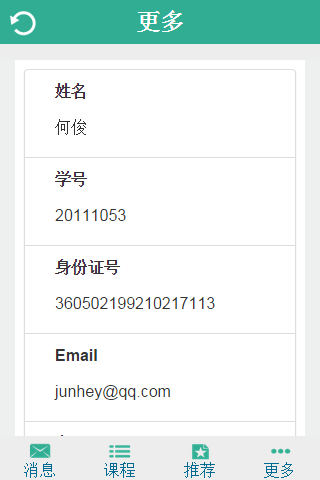 更多
姓名
何俊
学号
20111053
身份证号
360502199210217113
Email
junhey@qq.com
消息
课程
推荐
更多